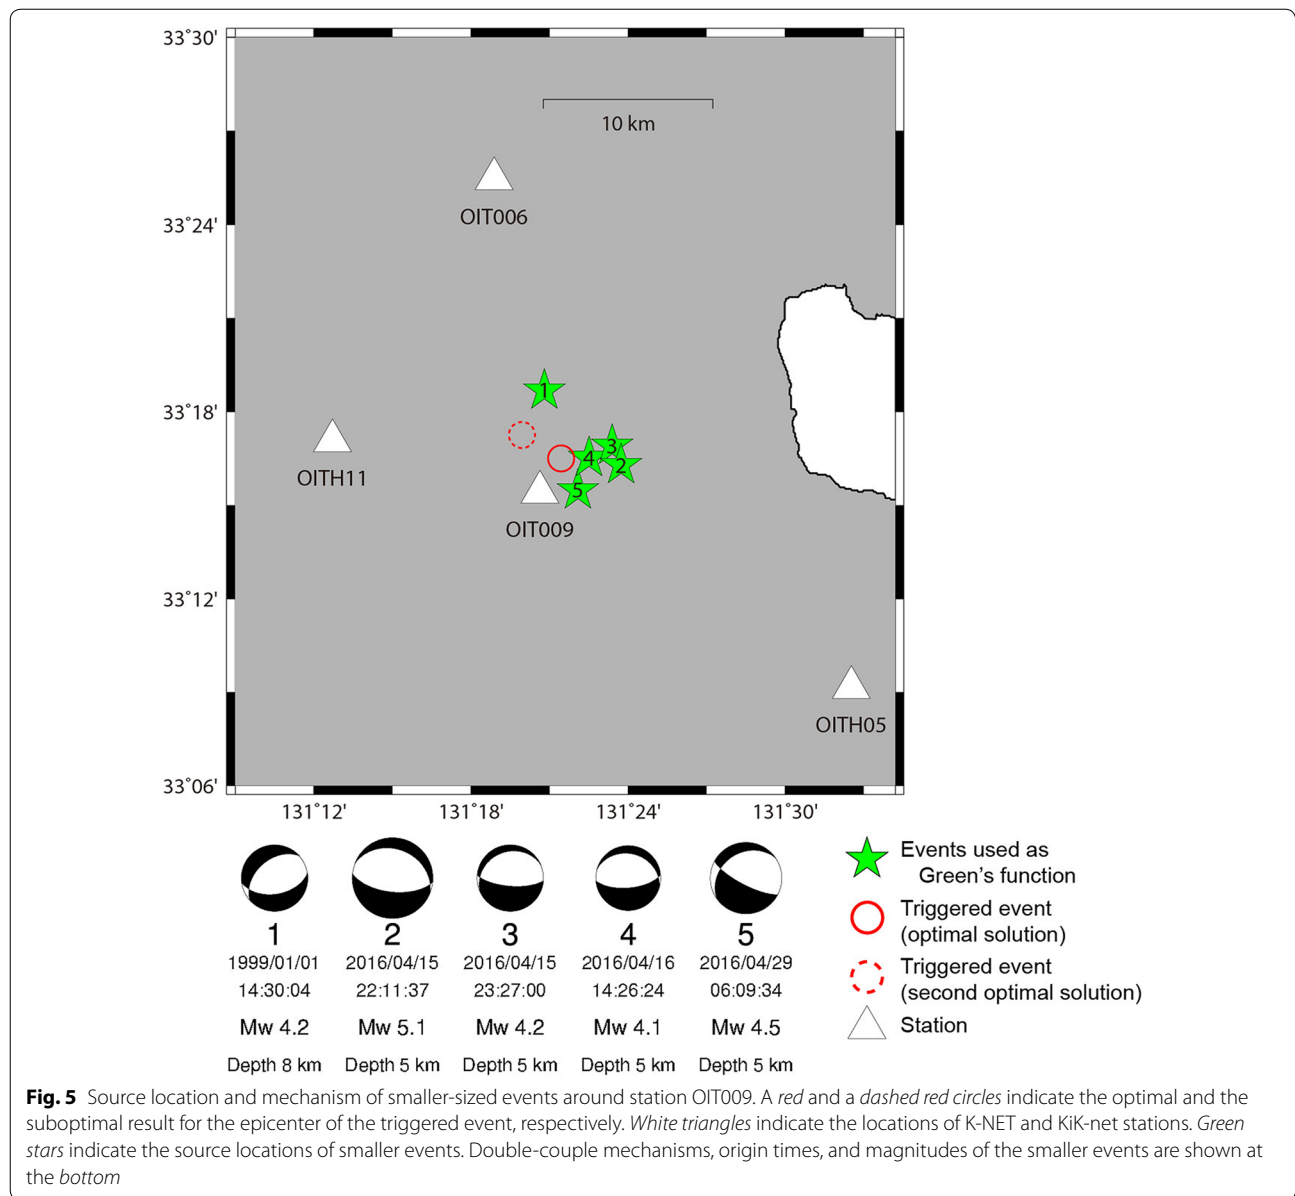 33˚30'
10 km
OIT006
33˚24'
1
33˚18'
3
4
2
OITH11
5
OIT009
33˚12'
OITH05
33˚06'
131˚12' 131˚18' 131˚24' 131˚30'
1 2 3 4 5
1999/01/01 2016/04/15 2016/04/15 2016/04/16 2016/04/29
14:30:04 22:11:37 23:27:00 14:26:24 06:09:34
Mw 4.2 Mw 5.1 Mw 4.2 Mw 4.1 Mw 4.5
Depth 8 km Depth 5 km Depth 5 km Depth 5 km Depth 5 km
Events used as
Green's function
Triggered event
(optimal solution)
Triggered event
(second optimal solution)
Station
Fig. 5 Source location and mechanism of smaller-sized events around station OIT009. A red and a dashed red circles indicate the optimal and the
suboptimal result for the epicenter of the triggered event, respectively. White triangles indicate the locations of K-NET and KiK-net stations. Green
stars indicate the source locations of smaller events. Double-couple mechanisms, origin times, and magnitudes of the smaller events are shown at
the bottom